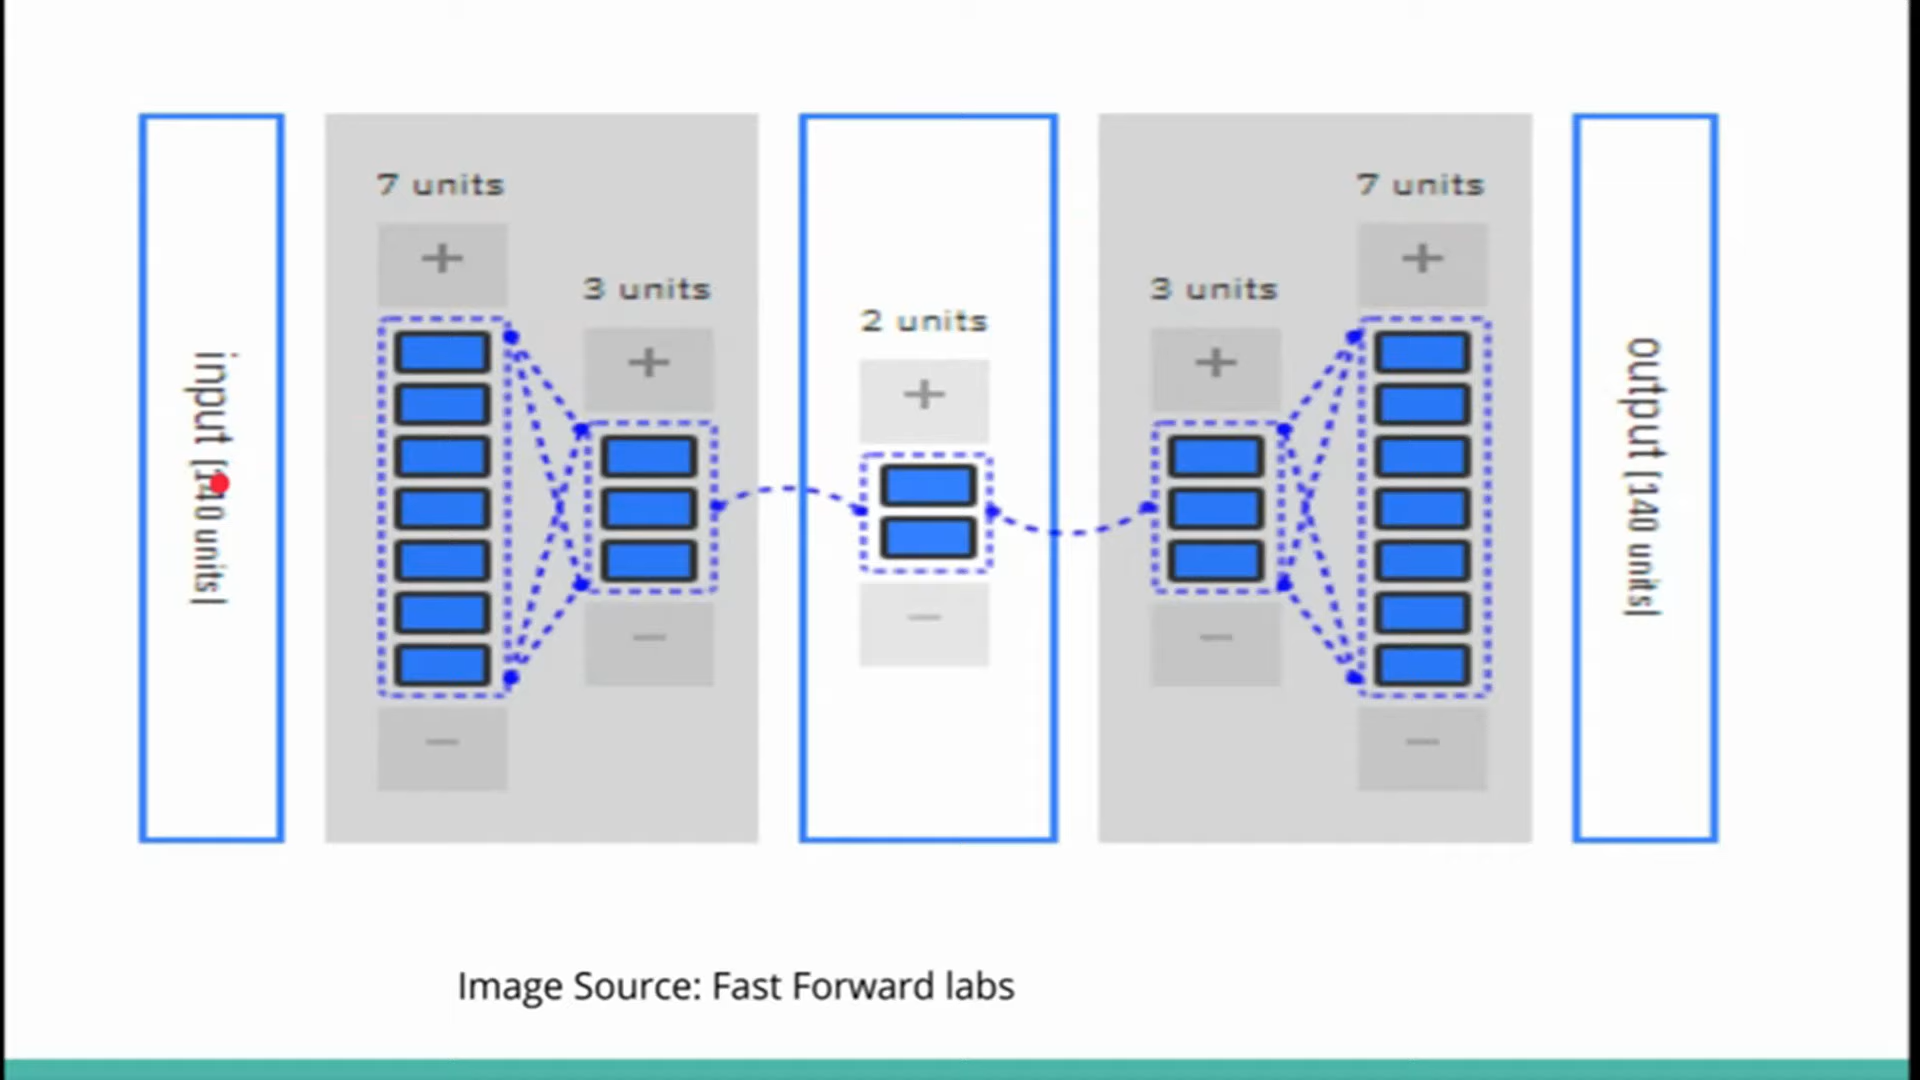 input (140 units)
7 units
+
3 units
+
2 units
+
3 units
+
7 units
+
output (140 units)
Image Source: Fast Forward labs